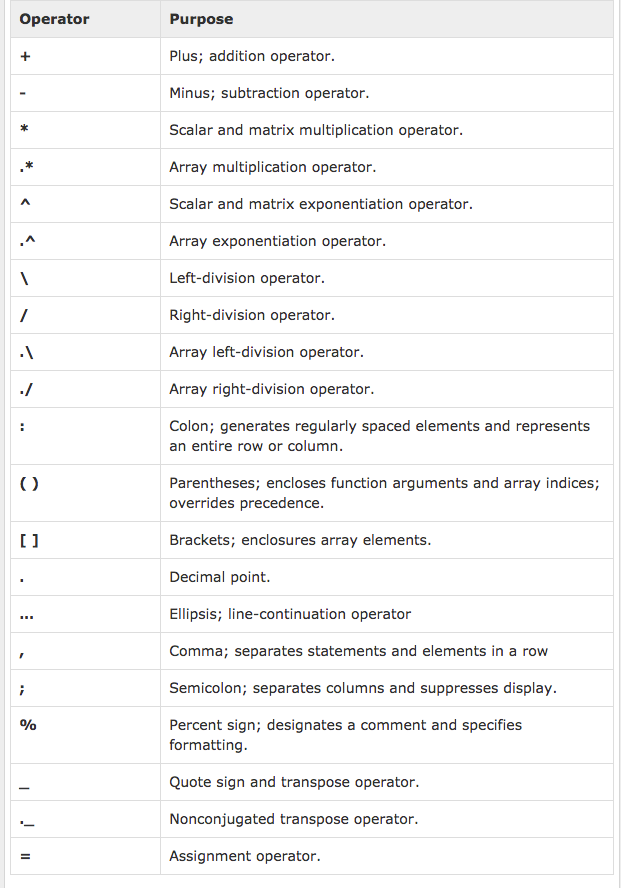 Operator Purpose
+ Plus; addition operator.
- Minus; subtraction operator.
* Scalar and matrix multiplication operator.
.* Array multiplication operator.
^ Scalar and matrix exponentiation operator.
.^ Array exponentiation operator.
\ Left-division operator.
/ Right-division operator.
.\ Array left-division operator.
./ Array right-division operator.
: Colon; generates regularly spaced elements and represents
an entire row or column.
( ) Parentheses; encloses function arguments and array indices;
overrides precedence.
[ ] Brackets; enclosures array elements.
. Decimal point.
... Ellipsis; line-continuation operator
, Comma; separates statements and elements in a row
; Semicolon; separates columns and suppresses display.
% Percent sign; designates a comment and specifies
formatting.
_ Quote sign and transpose operator.
._ Nonconjugated transpose operator.
= Assignment operator.